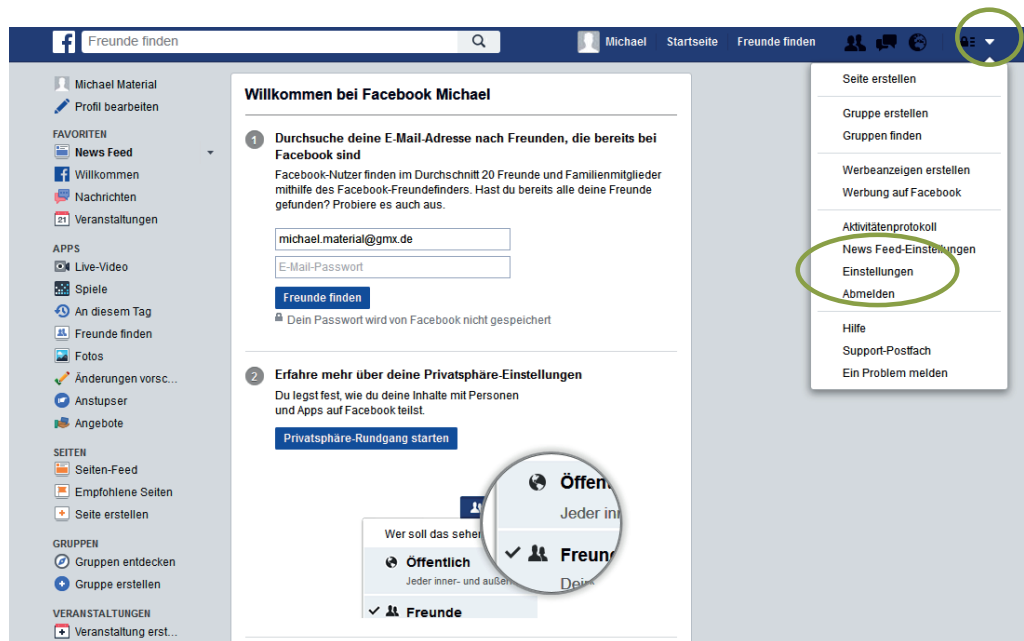 f
Freunde finden
Michael
Startseite
Freunde finden
Michael Material
Profil bearbeiten
FAVORITEN
News Feed
Willkommen
Nachrichten
21
Veranstaltungen
APPS
Live-Video
Spiele
An diesem Tag
Freunde finden
Fotos
Änderungen vorsc...
Anstupser
Angebote
SEITEN
Seiten-Feed
Empfohlene Seiten
Seite erstellen
GRUPPEN
Gruppen entdecken
Gruppe erstellen
VERANSTALTUNGEN
Veranstaltung erst...
Willkommen bei Facebook Michael
1
Durchsuche deine E-Mail-Adresse nach Freunden, die bereits bei
Facebook sind
Facebook-Nutzer finden im Durchschnitt 20 Freunde und Familienmitglieder
mithilfe des Facebook-Freundefinders. Hast du bereits alle deine Freunde
gefunden? Probiere es auch aus.
michael.material@gmx.de
E-Mail-Passwort
Freunde finden
Dein Passwort wird von Facebook nicht gespeichert
2
Erfahre mehr über deine Privatsphäre-Einstellungen
Du legst fest, wie du deine Inhalte mit Personen
und Apps auf Facebook teilst.
Privatsphäre-Rundgang starten
Wer soll das sehen
Öffentlich
Jeder inner- und außen
Freunde
Öffent
Jeder inn
Freund
Dein
Seite erstellen
Gruppe erstellen
Gruppen finden
Werbeanzeigen erstellen
Werbung auf Facebook
Aktivitätenprotokoll
News Feed-Einstellungen
Einstellungen
Abmelden
Hilfe
Support-Postfach
Ein Problem melden